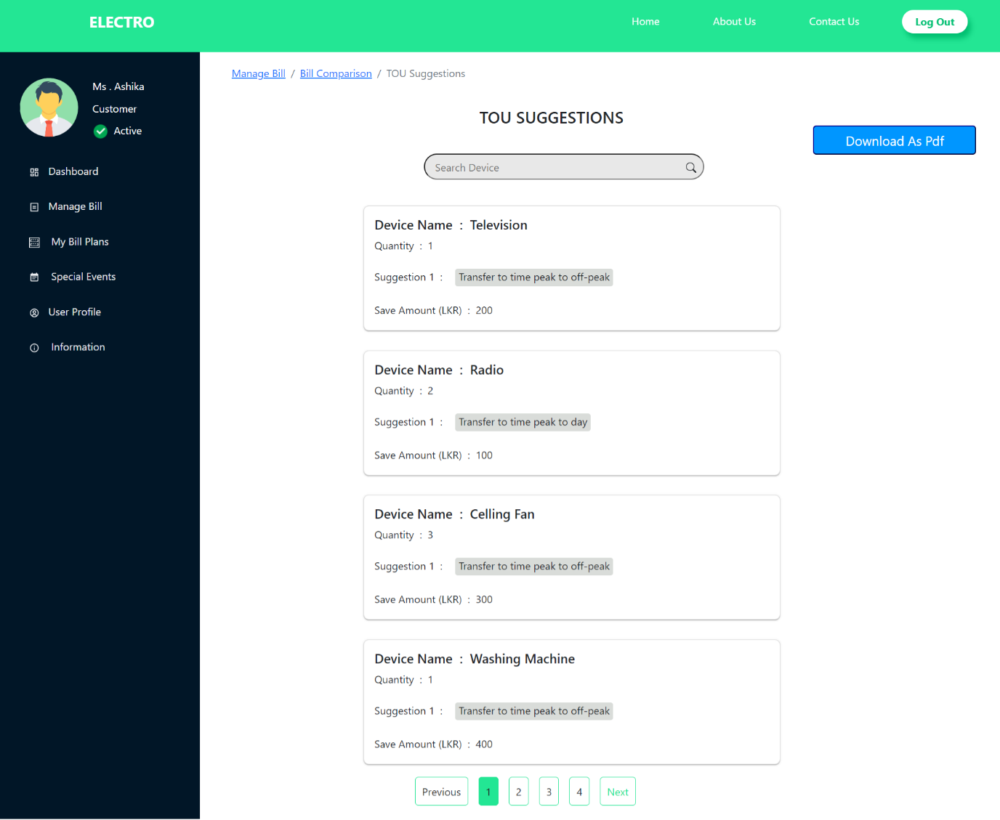 ELECTRO
Home
About Us
Contact Us
Log Out
Ms . Ashika
Customer
Active
Dashboard
Manage Bill
My Bill Plans
Special Events
User Profile
Information
Manage Bill / Bill Comparison / TOU Suggestions
TOU SUGGESTIONS
Download As Pdf
Search Device
Device Name : Television
Quantity : 1
Suggestion 1 : Transfer to time peak to off-peak
Save Amount (LKR) : 200
Device Name : Radio
Quantity : 2
Suggestion 1 : Transfer to time peak to day
Save Amount (LKR) : 100
Device Name : Celling Fan
Quantity : 3
Suggestion 1 : Transfer to time peak to off-peak
Save Amount (LKR) : 300
Device Name : Washing Machine
Quantity : 1
Suggestion 1 : Transfer to time peak to off-peak
Save Amount (LKR) : 400
Previous 1 2 3 4 Next